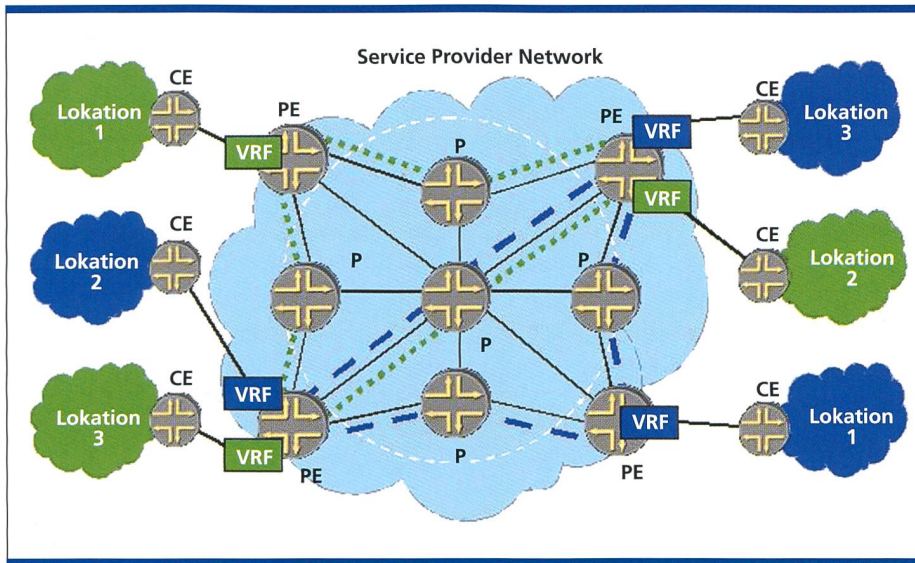 Service Provider Network
CE
Lokation
1
PE
VRF
P
PE
VRF
CE
Lokation
3
VRF
CE
Lokation
2
CE
Lokation
2
P
P
P
CE
Lokation
3
VRF
VRF
PE
P
VRF
PE
CE
Lokation
1